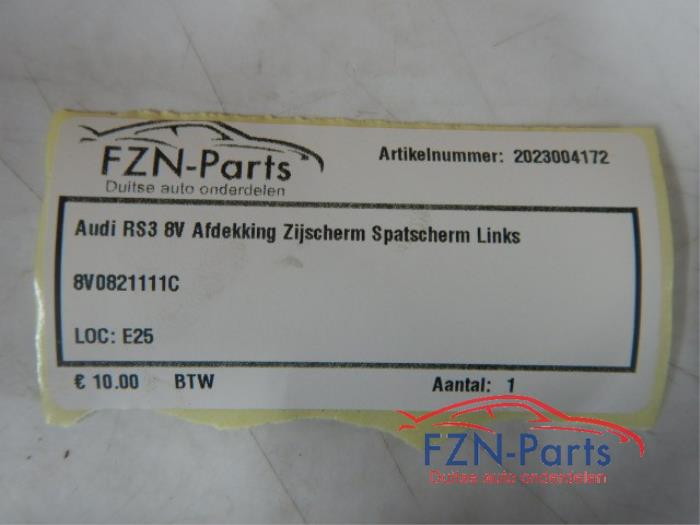 FZN-Parts
Duitse auto onderdelen
Artikelnummer: 2023004172
Audi RS3 8V Afdekking Zijscherm Spatscherm Links
8V0821111C
LOC: E25
€ 10.00 BTW Aantal: 1
FZN-Parts
Duitse auto onderdelen